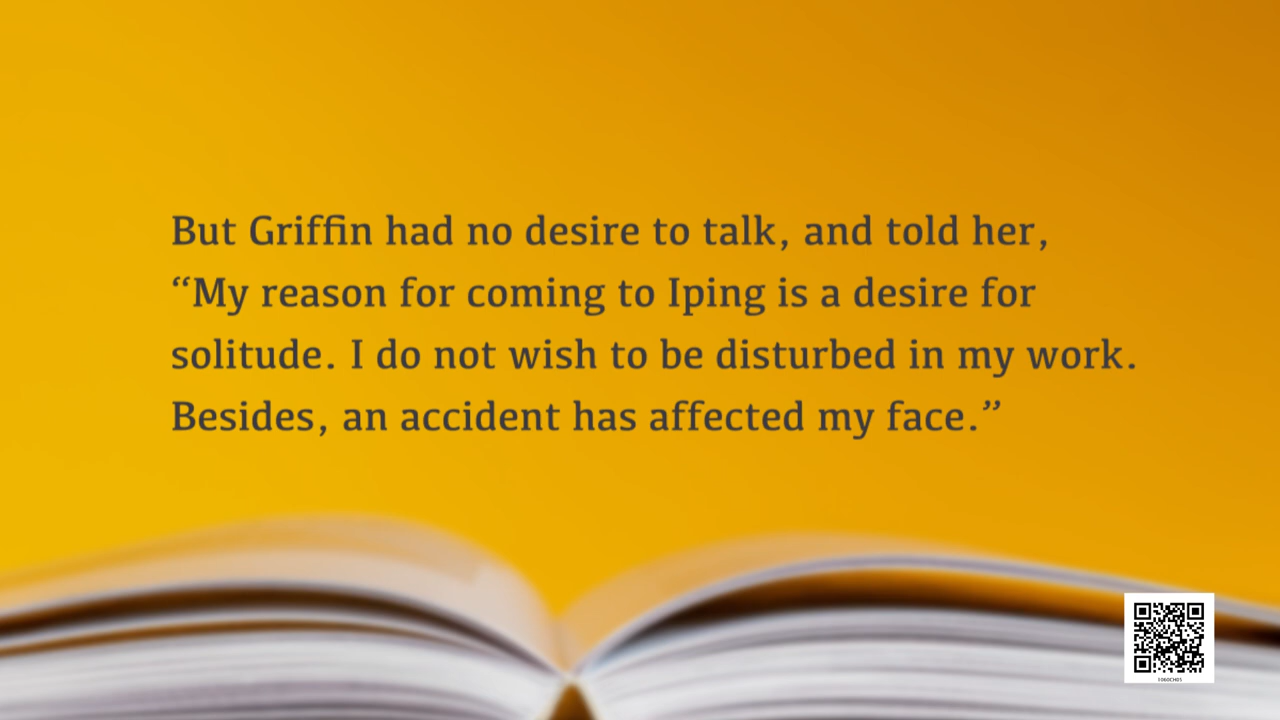 But Griffin had no desire to talk, and told her,
“My reason for coming to Iping is a desire for
solitude. I do not wish to be disturbed in my work.
Besides, an accident has affected my face.”